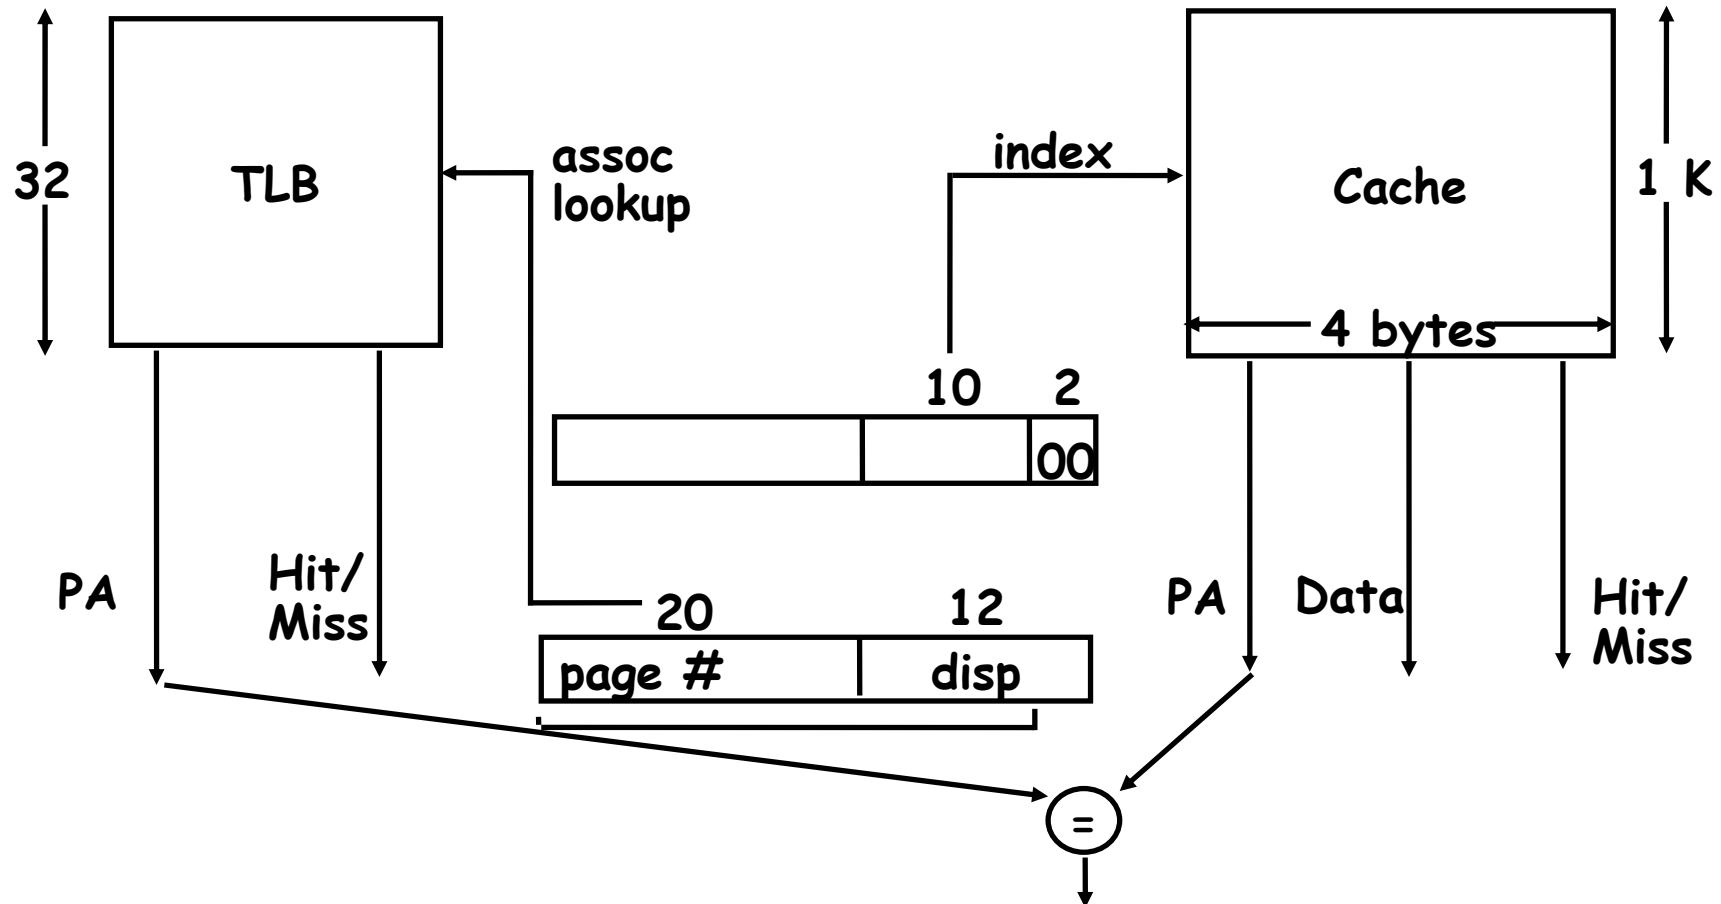 32
TLB
assoc
lookup
index
Cache
1 K
4 bytes
10
2
00
PA
Hit/
Miss
20
12
page #
disp
PA
Data
Hit/
Miss
=